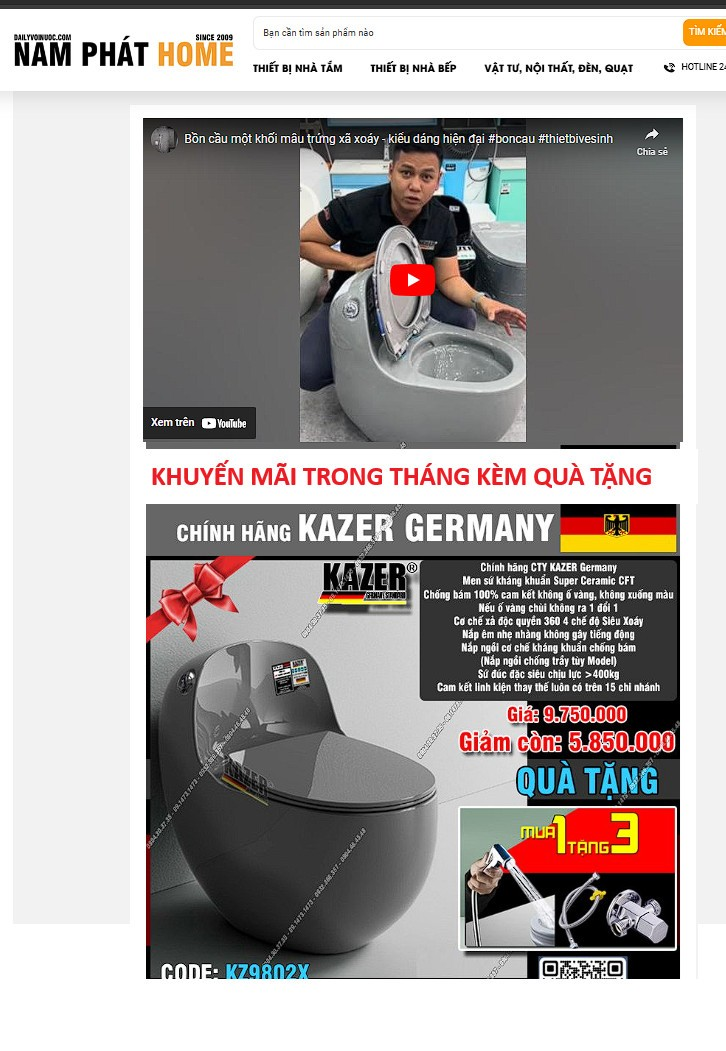 DAILYVOINUOC.COM
SINCE 2009
NAM PHÁT HOME
Bạn cần tìm sản phẩm nào
TÌM KIẾM
THIẾT BỊ NHÀ TẮM
THIẾT BỊ NHÀ BẾP
VẬT TƯ, NỘI THẤT, ĐÈN, QUẠT
HOTLINE 24
Bồn cầu một khối mâu trứng xã xoáy - kiểu dáng hiện đại #boncau #thietbivesinh
Chia sẻ
Xem trên YouTube
KHUYẾN MÃI TRONG THÁNG KÈM QUÀ TẶNG
CHÍNH HÃNG KAZER GERMANY
KAZER®
GERMANY STANDARD
Chính hãng CTY KAZER Germany
Men sứ kháng khuẩn Super Ceramic CFT
Chống bám 100% cam kết không ố vàng, không xuống màu
Nếu ố vàng chùi không ra 1 đổi 1
Cơ chế xả độc quyền 360 4 chế độ Siêu Xoáy
Nắp êm nhẹ nhàng không gây tiếng động
Nắp ngồi cơ chế kháng khuẩn chống bám
(Nắp ngồi chống trầy tùy Model)
Sứ đúc đặc siêu chịu lực >400kg
Cam kết linh kiện thay thế luôn có trên 15 chi nhánh
Giá: 9.750.000
Giảm còn: 5.850.000
QUÀ TẶNG
MUA 1 TẶNG 3
KAZER
CODE: KZ9802X